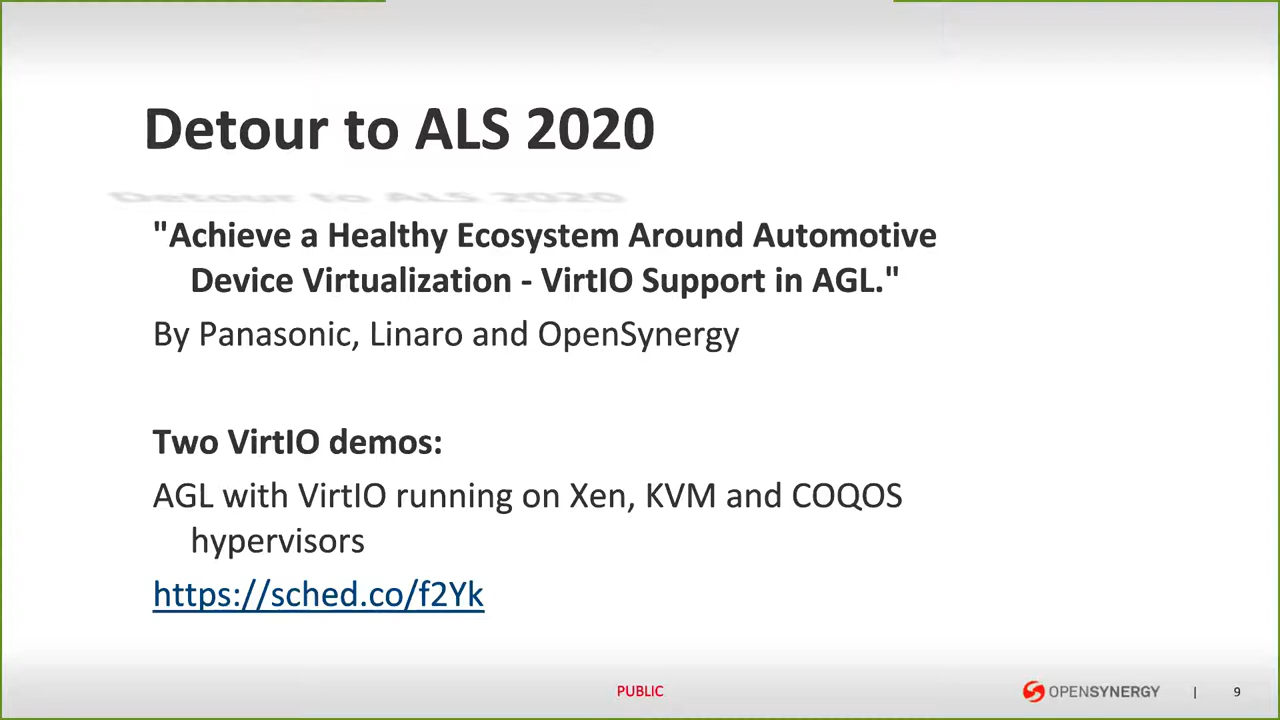 Detour to ALS 2020
"Achieve a Healthy Ecosystem Around Automotive
Device Virtualization - VirtIO Support in AGL."
By Panasonic, Linaro and OpenSynergy
Two VirtIO demos:
AGL with VirtIO running on Xen, KVM and COQOS
hypervisors
https://sched.co/f2Yk
PUBLIC
OPENSYNERGY | 9